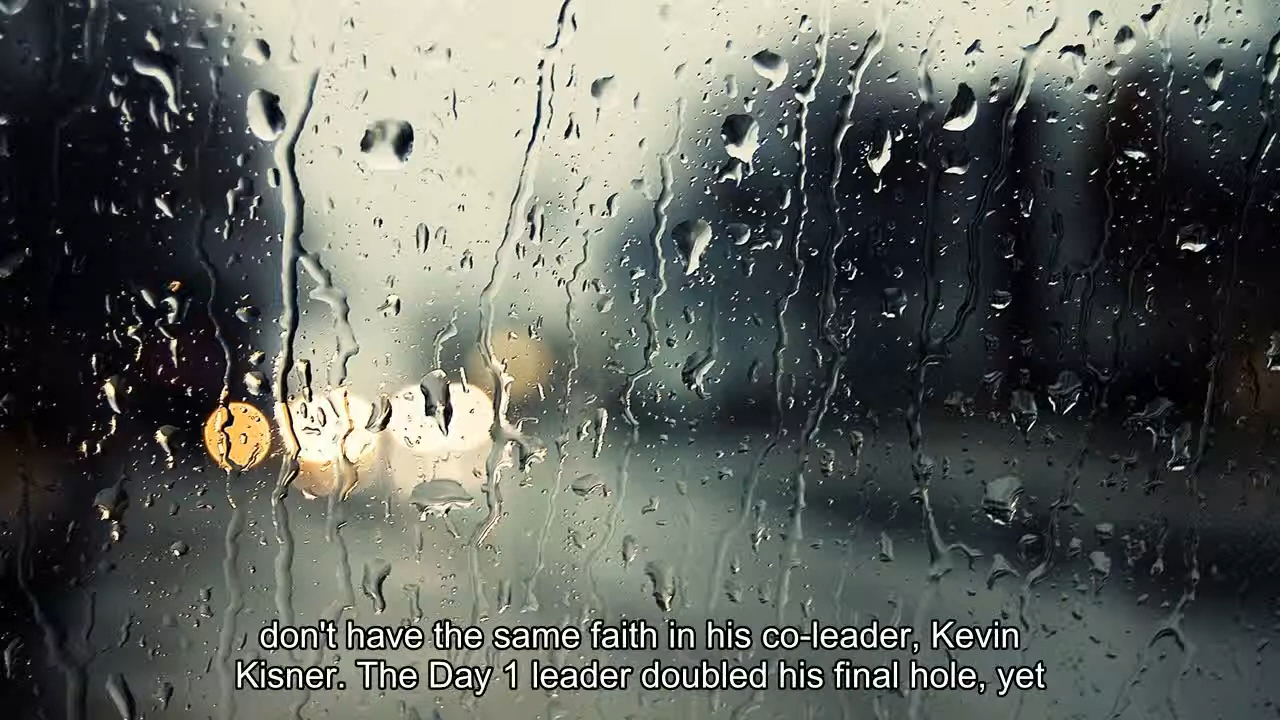 don't have the same faith in his co-leader, Kevin
Kisner. The Day 1 leader doubled his final hole, yet